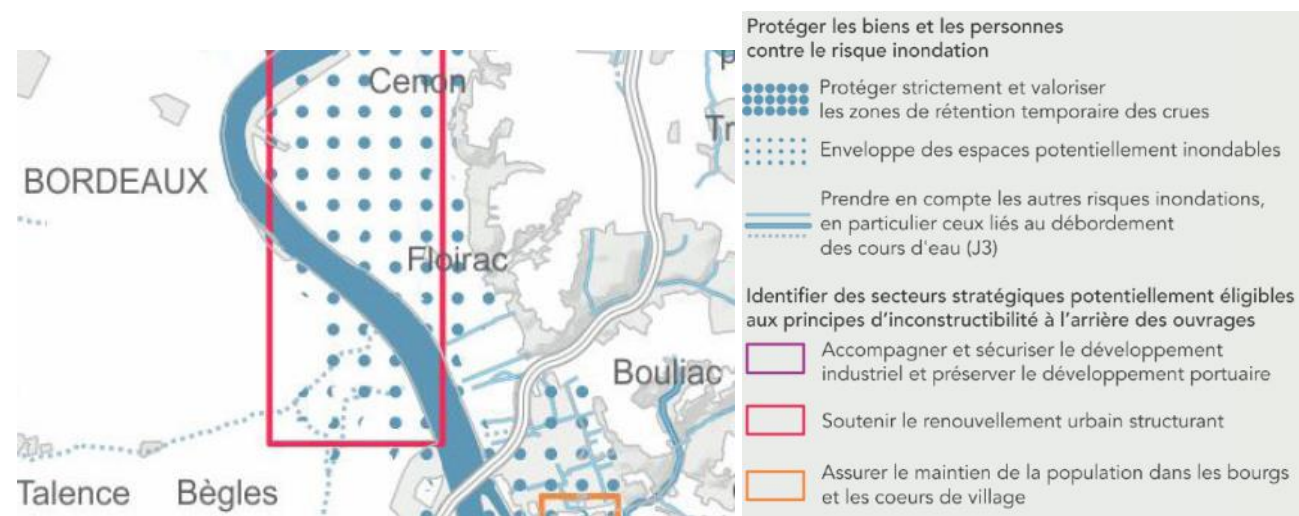 Cenon
BORDEAUX
Floirac
Bouliac
Talence
Bègles
Protéger les biens et les personnes
contre le risque inondation
Protéger strictement et valoriser
les zones de rétention temporaire des crues
Enveloppe des espaces potentiellement inondables
Prendre en compte les autres risques inondations,
en particulier ceux liés au débordement
des cours d'eau (J3)
Identifier des secteurs stratégiques potentiellement éligibles
aux principes d'inconstructibilité à l'arrière des ouvrages
Accompagner et sécuriser le développement
industriel et préserver le développement portuaire
Soutenir le renouvellement urbain structurant
Assurer le maintien de la population dans les bourgs
et les coeurs de village